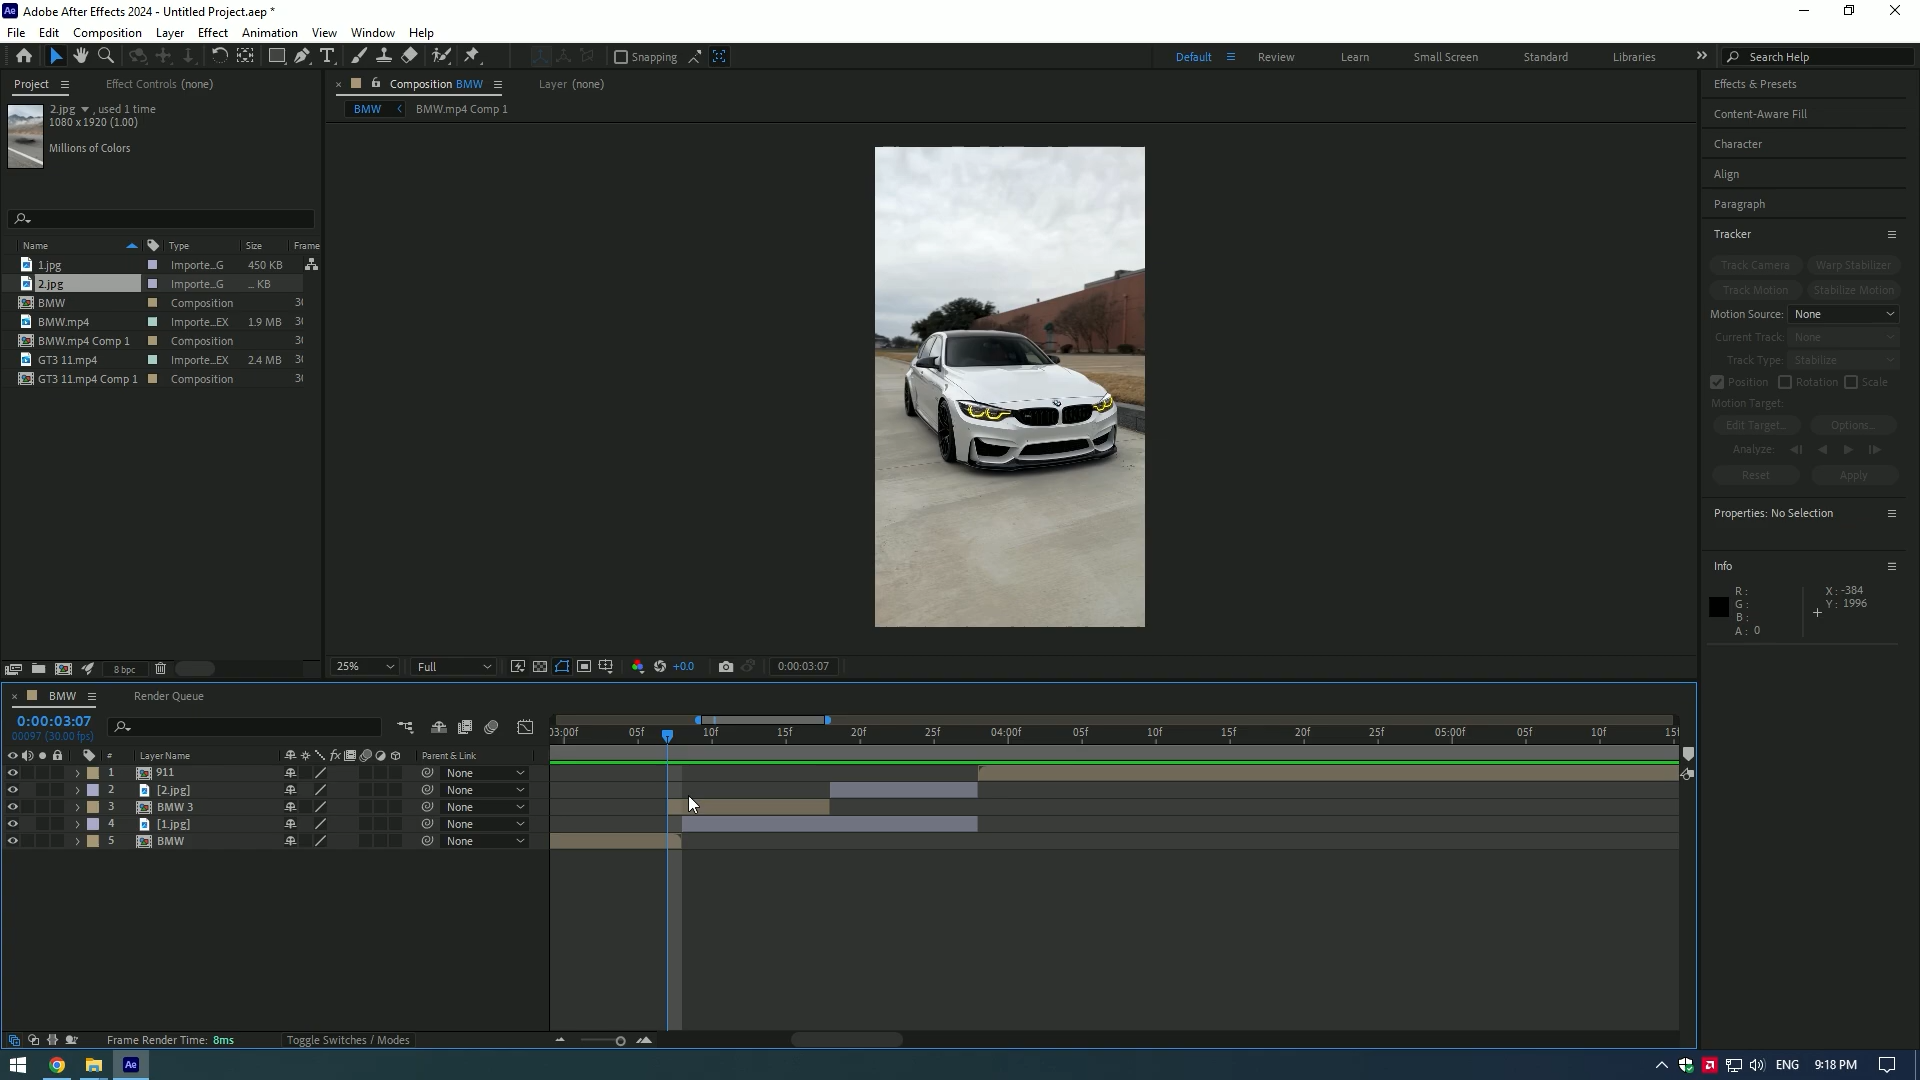 Adobe After Effects 2024 - Untitled Project.aep *
File Edit Composition Layer Effect Animation View Window Help
Snapping Default Review Learn Small Screen Standard Libraries Search Help
Project Effect Controls (none)
Composition BMW Layer (none)
2.jpg , used 1 time
1080 x 1920 (1.00)
Millions of Colors
BMW BMW.mp4 Comp 1
Name Type Size Frame
1.jpg Importe...G 450 KB
2.jpg Importe...G ... KB
BMW Composition
BMW.mp4 Importe...EX 1.9 MB
BMW.mp4 Comp 1 Composition
GT3 11.mp4 Importe...EX 2.4 MB
GT3 11.mp4 Comp 1 Composition
8 bpc
25% Full +0.0 0:00:03:07
Effects & Presets
Content-Aware Fill
Character
Align
Paragraph
Tracker
Track Camera Warp Stabilizer
Track Motion Stabilize Motion
Motion Source: None
Current Track: None
Track Type: Stabilize
Position Rotation Scale
Motion Target:
Edit Target... Options...
Analyze:
Reset Apply
Properties: No Selection
Info
R: X: -384
G: Y: 1996
B:
A: 0
BMW Render Queue
0:00:03:07
00097 (30.00 fps)
03:00f 05f 10f 15f 20f 25f 04:00f 05f 10f 15f 20f 25f 05:00f 05f 10f 15f
# Layer Name fx Parent & Link
1 911 None
2 [2.jpg] None
3 BMW 3 None
4 [1.jpg] None
5 BMW None
Frame Render Time: 8ms Toggle Switches / Modes
Ae ENG 9:18 PM